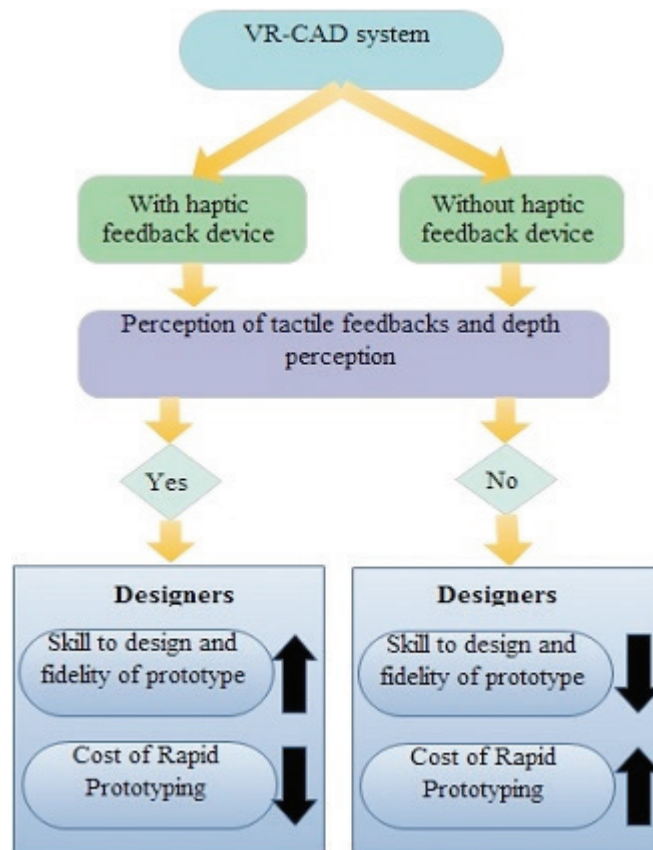 VR-CAD system
With haptic
feedback device
Without haptic
feedback device
Perception of tactile feedbacks and depth
perception
Yes
No
Designers
Skill to design and
fidelity of prototype
Cost of Rapid
Prototyping
Designers
Skill to design and
fidelity of prototype
Cost of Rapid
Prototyping